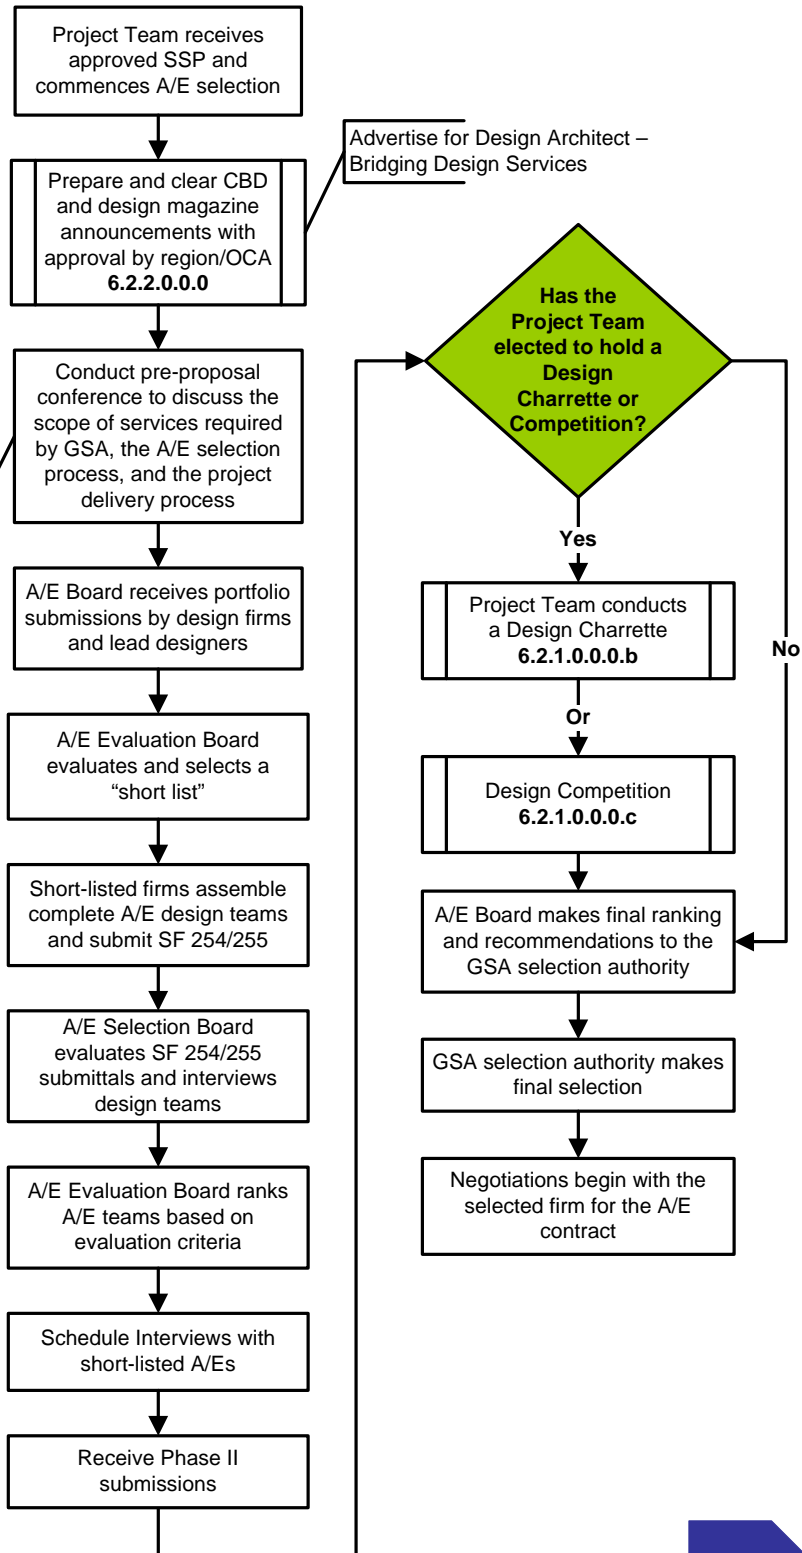 Project Team receives
approved SSP and
commences A/E selection
Advertise for Design Architect –
Bridging Design Services
Prepare and clear CBD
and design magazine
announcements with
approval by region/OCA
6.2.2.0.0.0
Conduct pre-proposal
conference to discuss the
scope of services required
by GSA, the A/E selection
process, and the project
delivery process
A/E Board receives portfolio
submissions by design firms
and lead designers
A/E Evaluation Board
evaluates and selects a
“short list”
Short-listed firms assemble
complete A/E design teams
and submit SF 254/255
A/E Selection Board
evaluates SF 254/255
submittals and interviews
design teams
A/E Evaluation Board ranks
A/E teams based on
evaluation criteria
Schedule Interviews with
short-listed A/Es
Receive Phase II
submissions
Has the
Project Team
elected to hold a
Design
Charrette or
Competition?
Yes
No
Project Team conducts
a Design Charrette
6.2.1.0.0.0.b
Or
Design Competition
6.2.1.0.0.0.c
A/E Board makes final ranking
and recommendations to the
GSA selection authority
GSA selection authority makes
final selection
Negotiations begin with the
selected firm for the A/E
contract